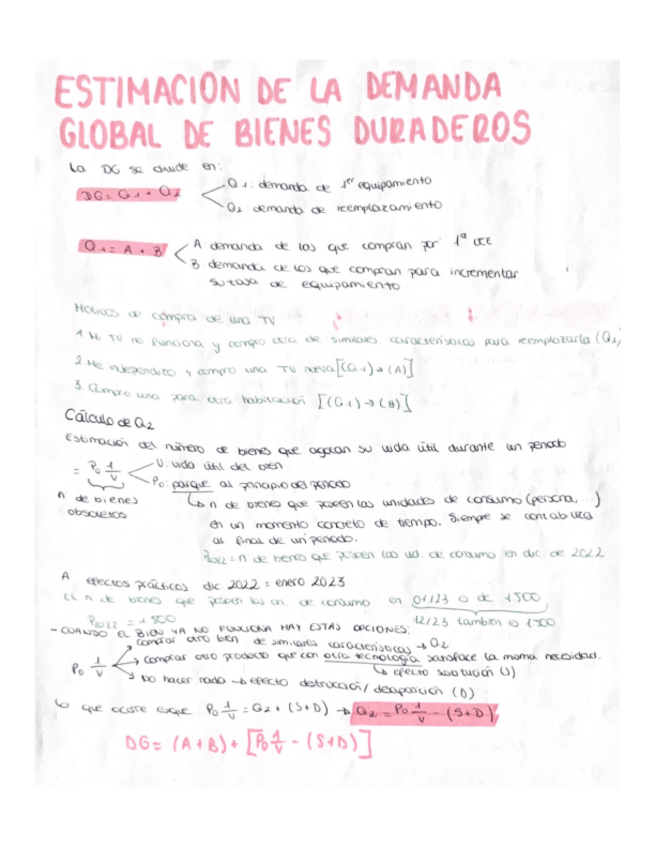 ESTIMACIÓN DE LA DEMANDA
GLOBAL DE BIENES DURADEROS
La DG se divide en:
DG = Q1 + Q2
Q1: demanda de 1er equipamiento
Q2: demanda de reemplazamiento
Q1 = A + B
A: demanda de los que compran por 1ª vez
B: demanda de los que compran para incrementar
su tasa de equipamiento
Motivos de compra de una TV
1. Mi TV no funciona y compro otra de similares características para reemplazarla (Q2)
2. Me independizo y compro una TV nueva [(Q1) → (A)]
3. Compro una para otra habitación [(Q1) → (B)]
Cálculo de Q2
Estimación del número de bienes que agotan su vida útil durante un periodo
= P0 1/V
V: vida útil del bien
P0: parque al principio del periodo
n de bienes
obsoletos
↳ n de bienes que poseen las unidades de consumo (persona, ...)
en un momento concreto de tiempo. Siempre se contabiliza
al final de un periodo.
P2022 = n de bienes que poseen las ud. de consumo en dic de 2022
A efectos prácticos dic 2022 = enero 2023
El n de bienes que poseen las un. de consumo en 01/23 es de 1500
P2022 = 1500
12/23 también es 1500
- CUANDO EL BIEN YA NO FUNCIONA HAY ESTAS OPCIONES:
P0 1/V
→ comprar otro bien de similares características → Q2
→ comprar otro producto que con otra tecnología satisface la misma necesidad.
↳ efecto sustitución (S)
→ No hacer nada → efecto destrucción/desaparición (D)
Lo que ocurre es que P0 1/V = Q2 + (S+D) → Q2 = P0 1/V - (S+D)
DG = (A+B) + [P0 1/V - (S+D)]